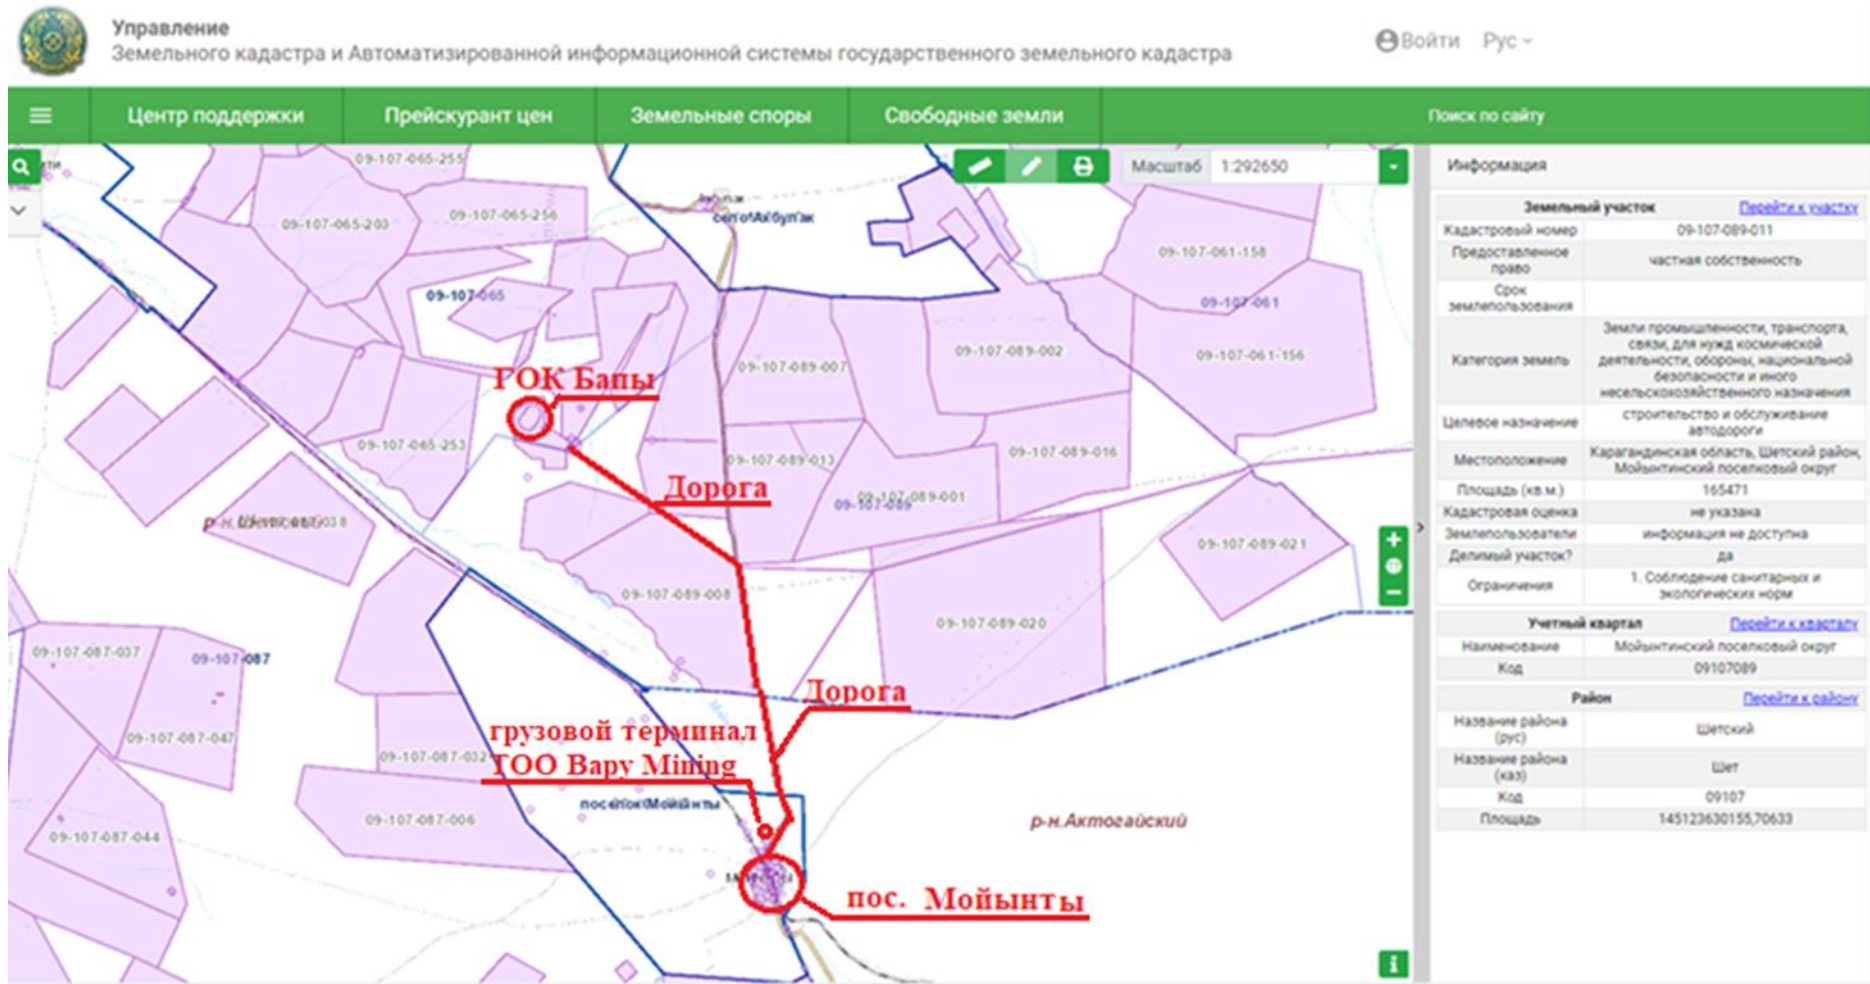 Управление
Земельного кадастра и Автоматизированной информационной системы государственного земельного кадастра
Войти Рус
Центр поддержки Прейскурант цен Земельные споры Свободные земли Поиск по сайту
Масштаб 1:292650
09-107-065-255
09-107-065-203
09-107-065-256
село Акбулак
09-107-061-158
09-107-065
09-107-061
09-107-089-007
09-107-089-002
09-107-061-156
ГОК Бапы
09-107-065-253
09-107-089-013
09-107-089-016
Дорога
09-107-089-001
09-107-089
09-107-089-021
09-107-089-008
09-107-089-020
09-107-087-037
09-107-087
Дорога
грузовой терминал
ТОО Bapy Mining
09-107-087-047
09-107-087-032
поселок Мойынты
09-107-087-006
р-н.Актогайский
09-107-087-044
пос. Мойынты
Информация
Земельный участок Перейти к участку
Кадастровый номер 09-107-089-011
Предоставленное право частная собственность
Срок землепользования
Категория земель Земли промышленности, транспорта,
связи, для нужд космической
деятельности, обороны, национальной
безопасности и иного
несельскохозяйственного назначения
Целевое назначение строительство и обслуживание
автодороги
Местоположение Карагандинская область, Шетский район,
Мойынтинский поселковый округ
Площадь (кв.м.) 165471
Кадастровая оценка не указана
Землепользователи информация не доступна
Делимый участок? да
Ограничения 1. Соблюдение санитарных и
экологических норм
Учетный квартал Перейти к кварталу
Наименование Мойынтинский поселковый округ
Код 09107089
Район Перейти к району
Название района (рус) Шетский
Название района (каз) Шет
Код 09107
Площадь 145123630155,70633